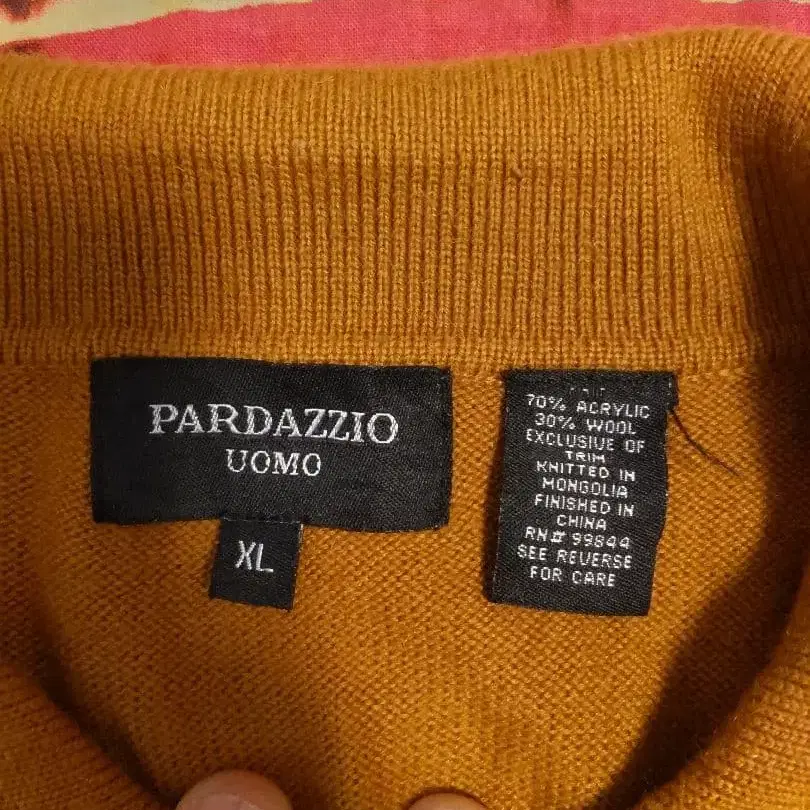 PARDAZZIO
UOMO
XL
70% ACRYLIC
30% WOOL
EXCLUSIVE OF
TRIM
KNITTED IN
MONGOLIA
FINISHED IN
CHINA
RN# 99844
SEE REVERSE
FOR CARE